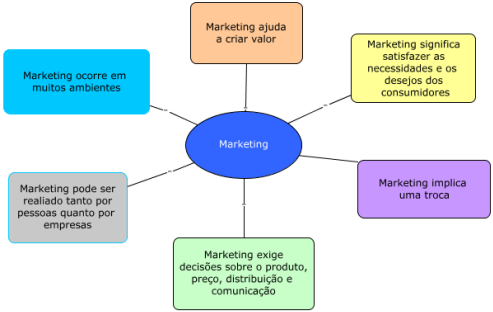 Marketing ajuda
a criar valor
Marketing significa
satisfazer as
necessidades e os
desejos dos
consumidores
Marketing ocorre em
muitos ambientes
Marketing
Marketing implica
uma troca
Marketing pode ser
realiado tanto por
pessoas quanto por
empresas
Marketing exige
decisões sobre o produto,
preço, distribuição e
comunicação